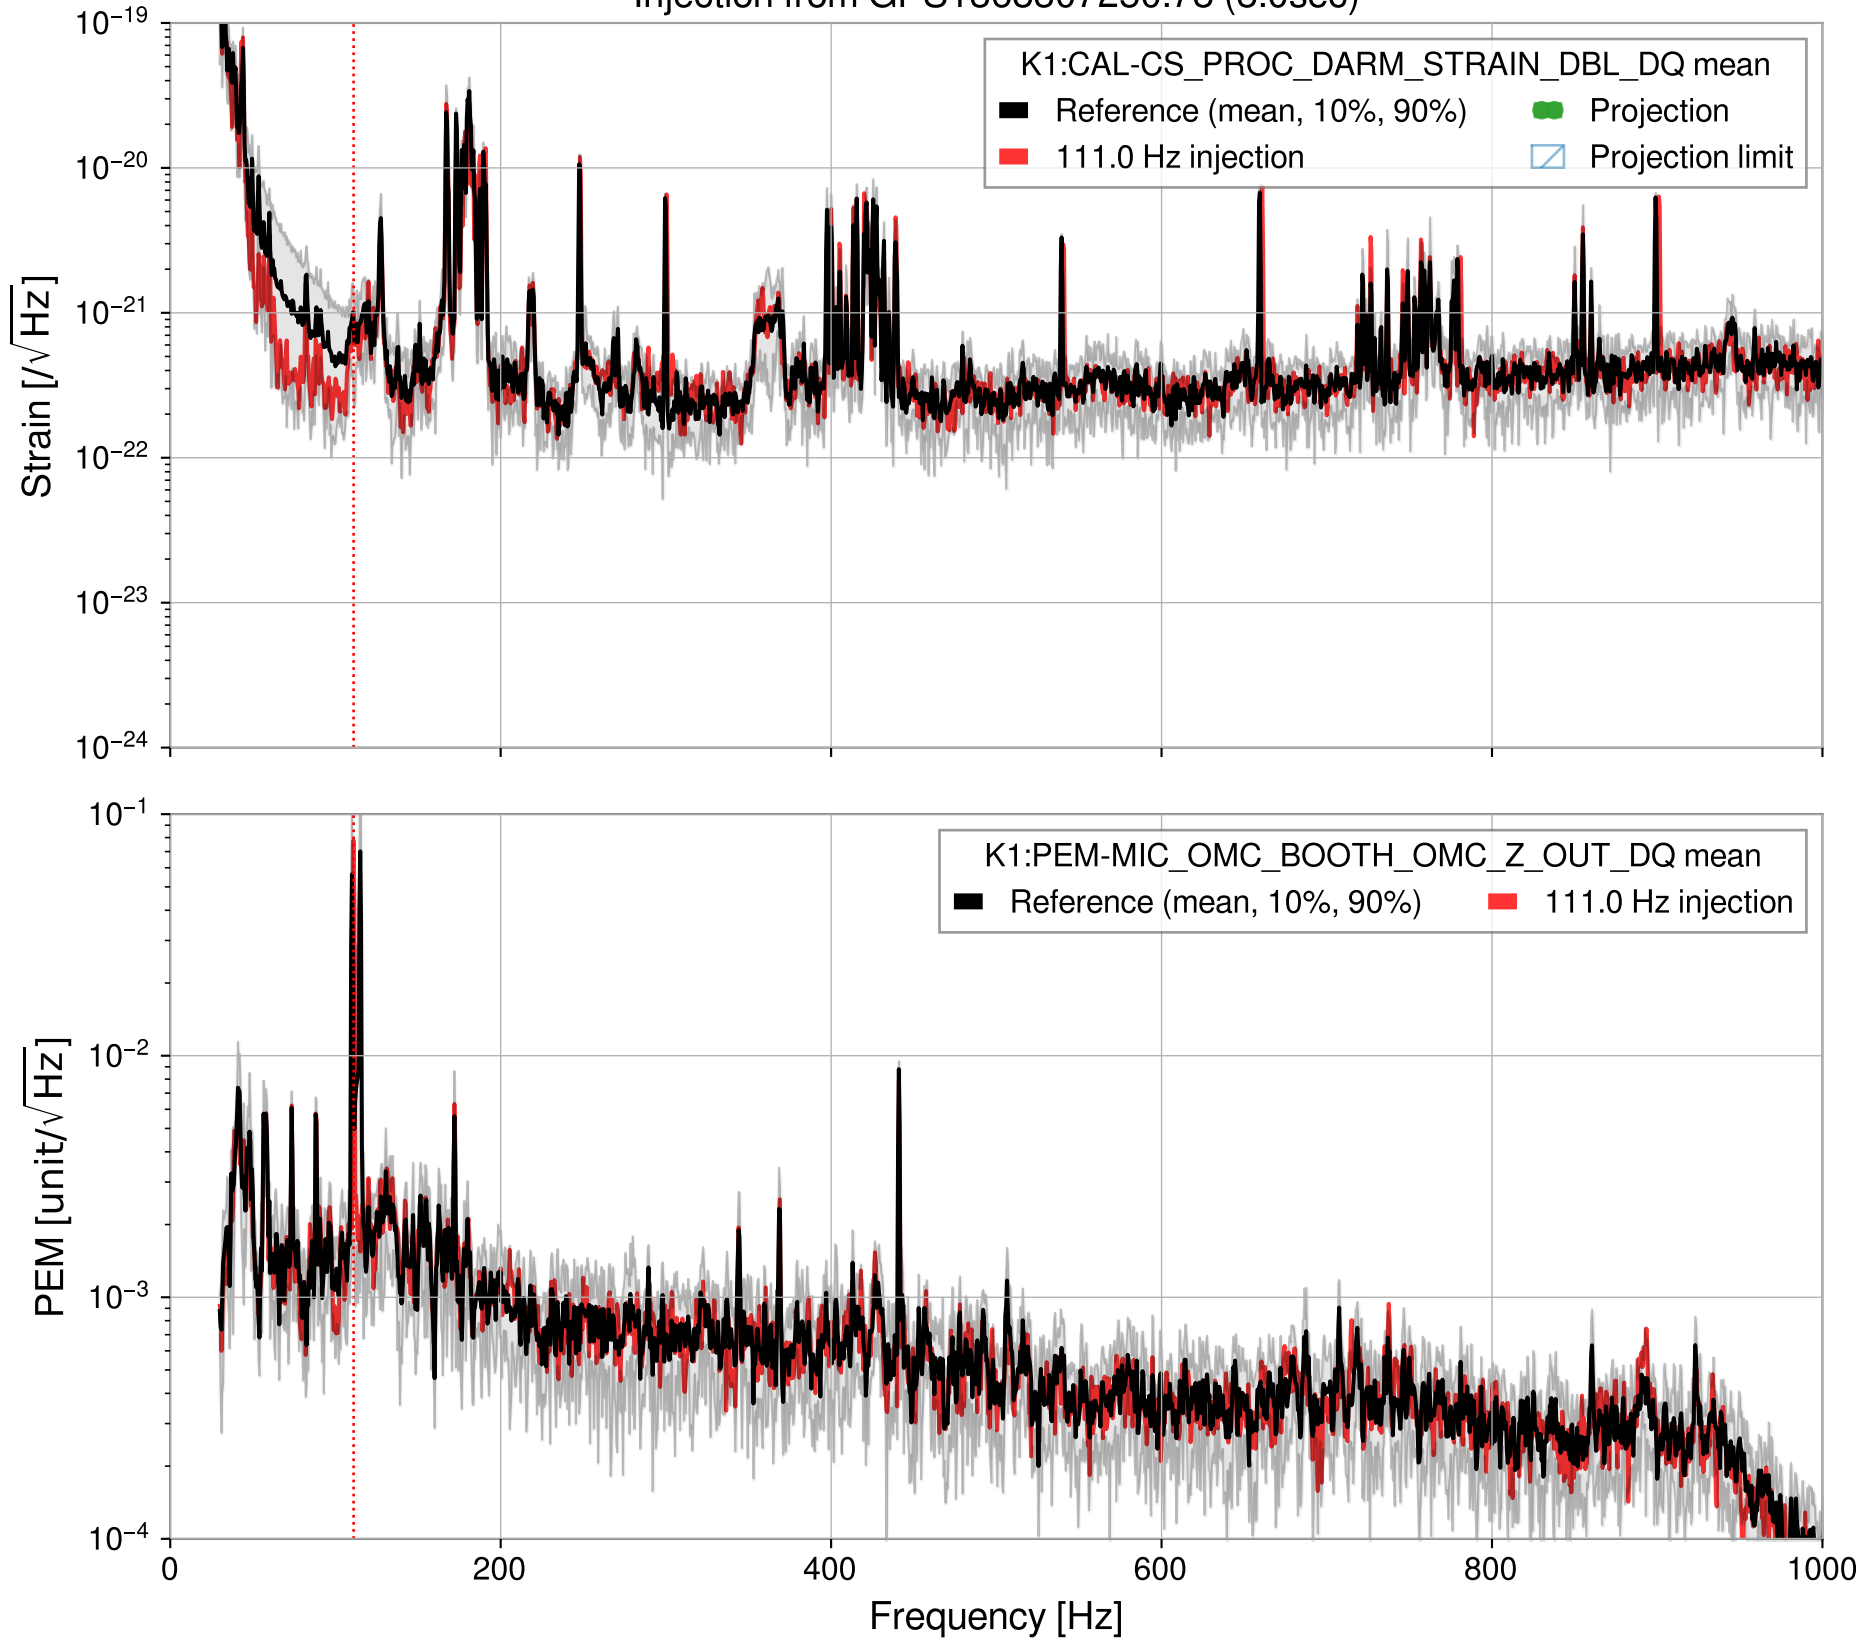 10⁻¹⁹
10⁻²⁰
10⁻²¹
10⁻²²
10⁻²³
10⁻²⁴
Strain [/√Hz]
K1:CAL-CS_PROC_DARM_STRAIN_DBL_DQ mean
Reference (mean, 10%, 90%)
Projection
111.0 Hz injection
Projection limit
10⁻¹
10⁻²
10⁻³
10⁻⁴
PEM [unit/√Hz]
K1:PEM-MIC_OMC_BOOTH_OMC_Z_OUT_DQ mean
Reference (mean, 10%, 90%)
111.0 Hz injection
0 200 400 600 800 1000
Frequency [Hz]